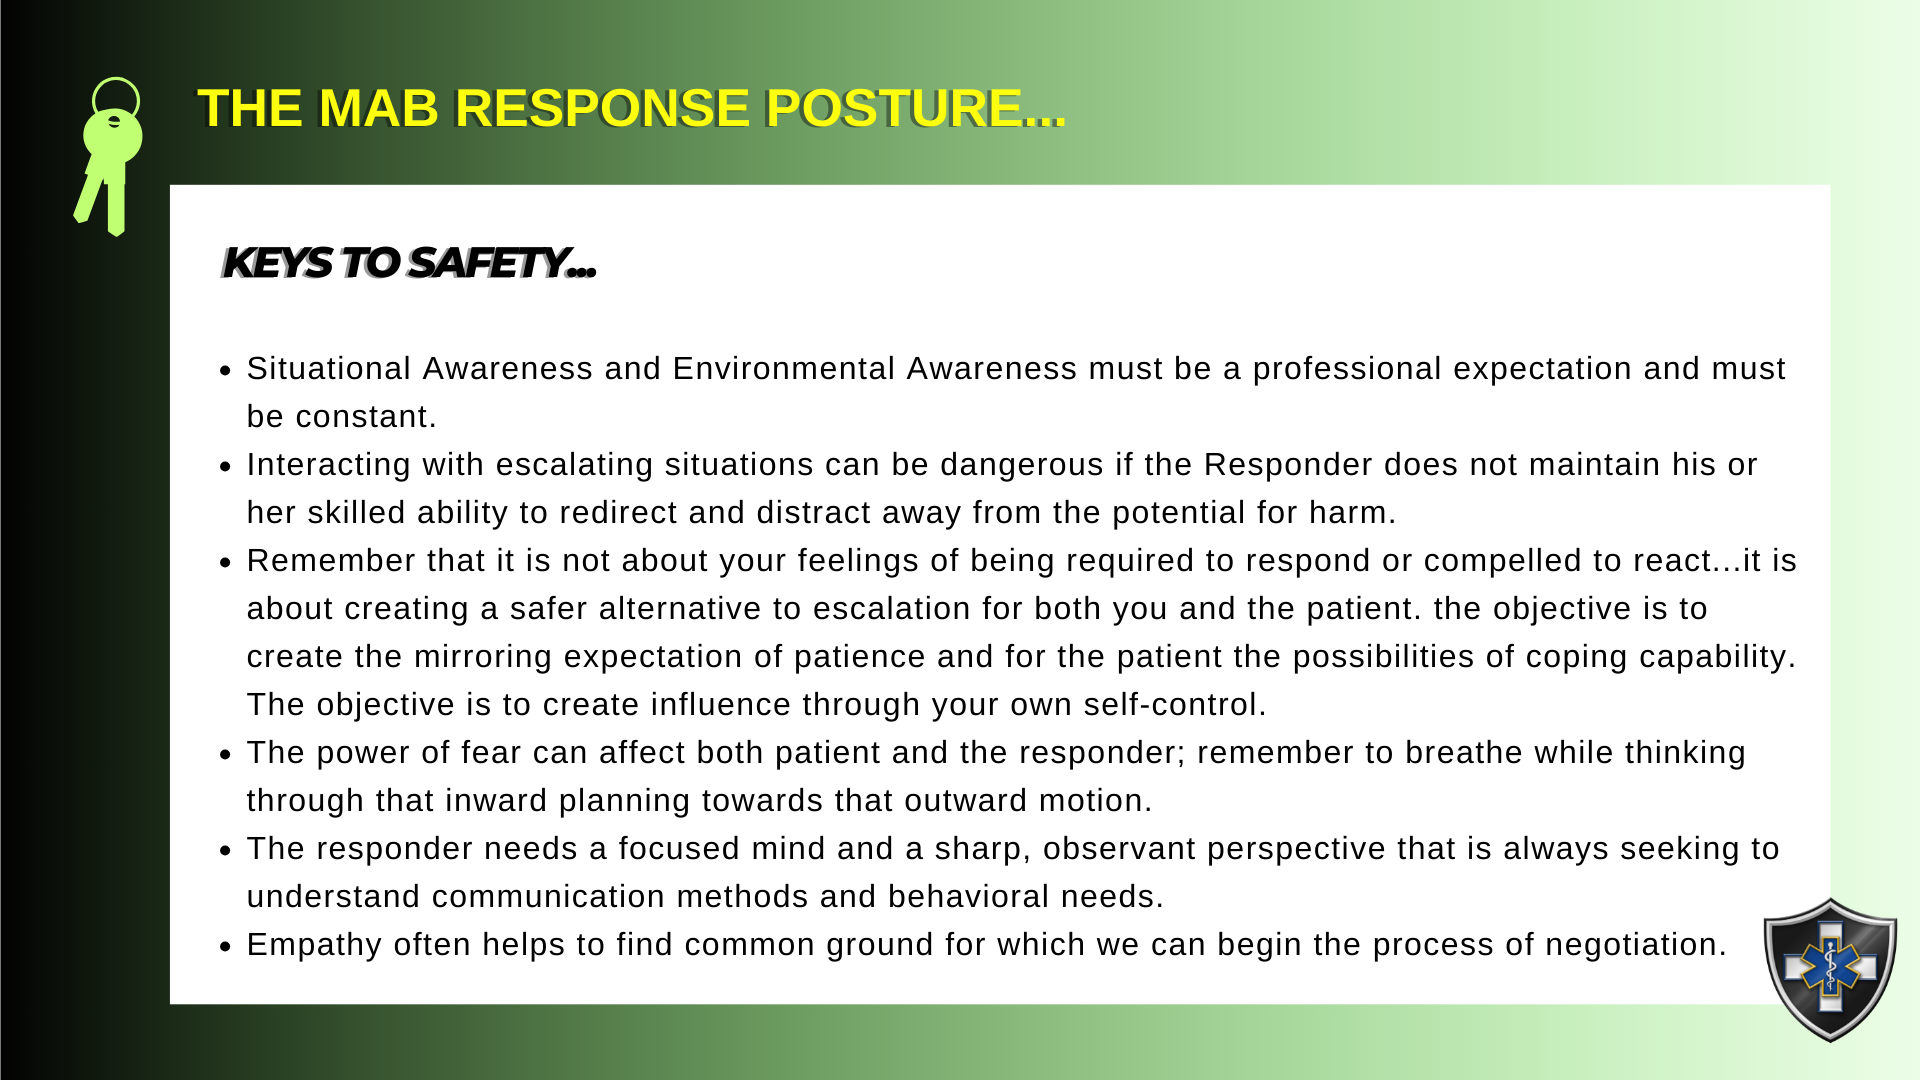 THE MAB RESPONSE POSTURE...
KEYS TO SAFETY...
• Situational Awareness and Environmental Awareness must be a professional expectation and must
be constant.
• Interacting with escalating situations can be dangerous if the Responder does not maintain his or
her skilled ability to redirect and distract away from the potential for harm.
• Remember that it is not about your feelings of being required to respond or compelled to react...it is
about creating a safer alternative to escalation for both you and the patient. the objective is to
create the mirroring expectation of patience and for the patient the possibilities of coping capability.
The objective is to create influence through your own self-control.
• The power of fear can affect both patient and the responder; remember to breathe while thinking
through that inward planning towards that outward motion.
• The responder needs a focused mind and a sharp, observant perspective that is always seeking to
understand communication methods and behavioral needs.
• Empathy often helps to find common ground for which we can begin the process of negotiation.